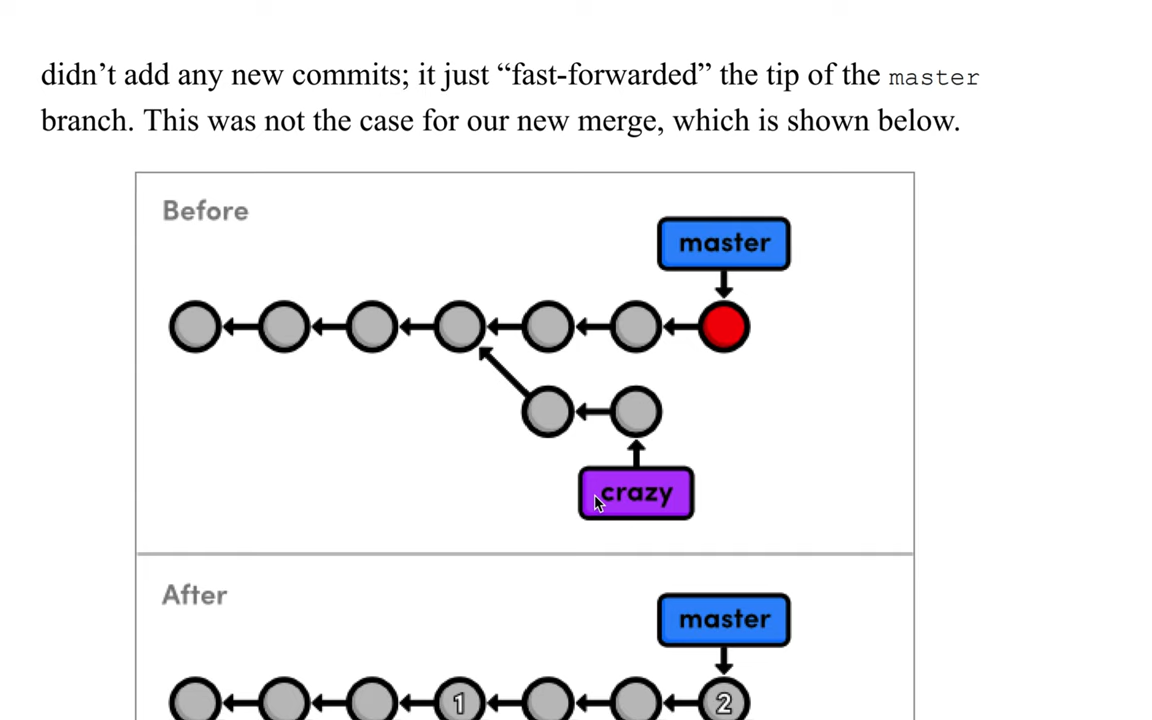 didn’t add any new commits; it just “fast-forwarded” the tip of the master
branch. This was not the case for our new merge, which is shown below.
Before
master
crazy
After
master
1
2